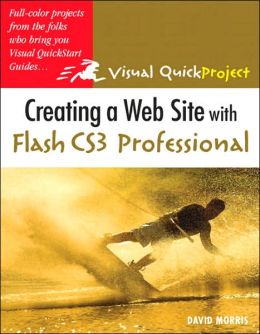 Full-color projects
from the folks
who bring you
Visual QuickStart
Guides...
Visual QuickProject
Creating a Web Site with
Flash CS3 Professional
DAVID MORRIS